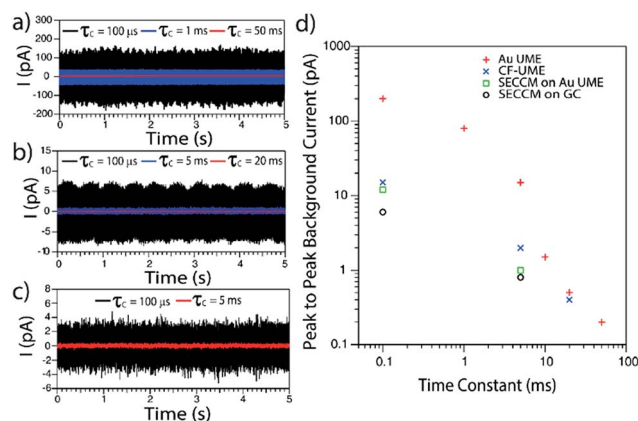 a)
300
200
100
0
-100
-200
I (pA)
τc = 100 μs τc = 1 ms τc = 50 ms
0 1 2 3 4 5
Time (s)
b)
15
10
5
0
-5
-10
I (pA)
τc = 100 μs τc = 5 ms τc = 20 ms
0 1 2 3 4 5
Time (s)
c)
8
6
4
2
0
-2
-4
-6
I (pA)
τc = 100 μs τc = 5 ms
0 1 2 3 4 5
Time (s)
d)
Peak to Peak Background Current (pA)
1000
100
10
1
0.1
Au UME
CF-UME
SECCM on Au UME
SECCM on GC
0.1 1 10 100
Time Constant (ms)